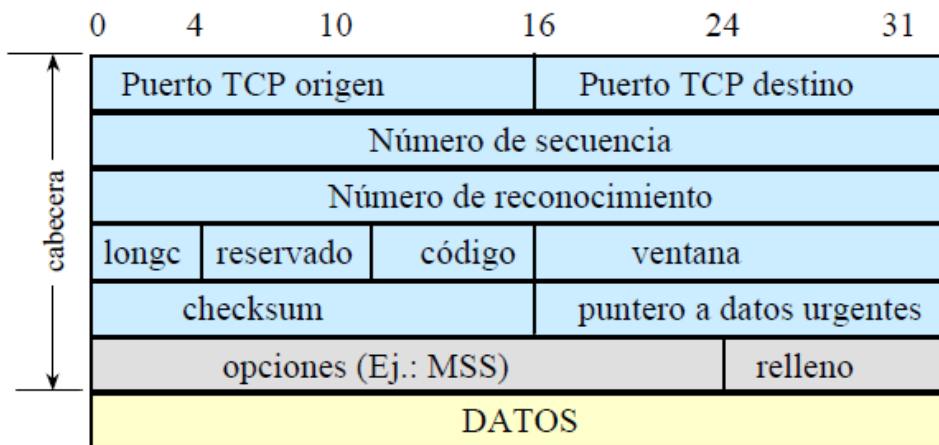 0 4 10 16 24 31
Puerto TCP origen Puerto TCP destino
Número de secuencia
Número de reconocimiento
longc reservado código ventana
checksum puntero a datos urgentes
opciones (Ej.: MSS) relleno
DATOS
cabecera